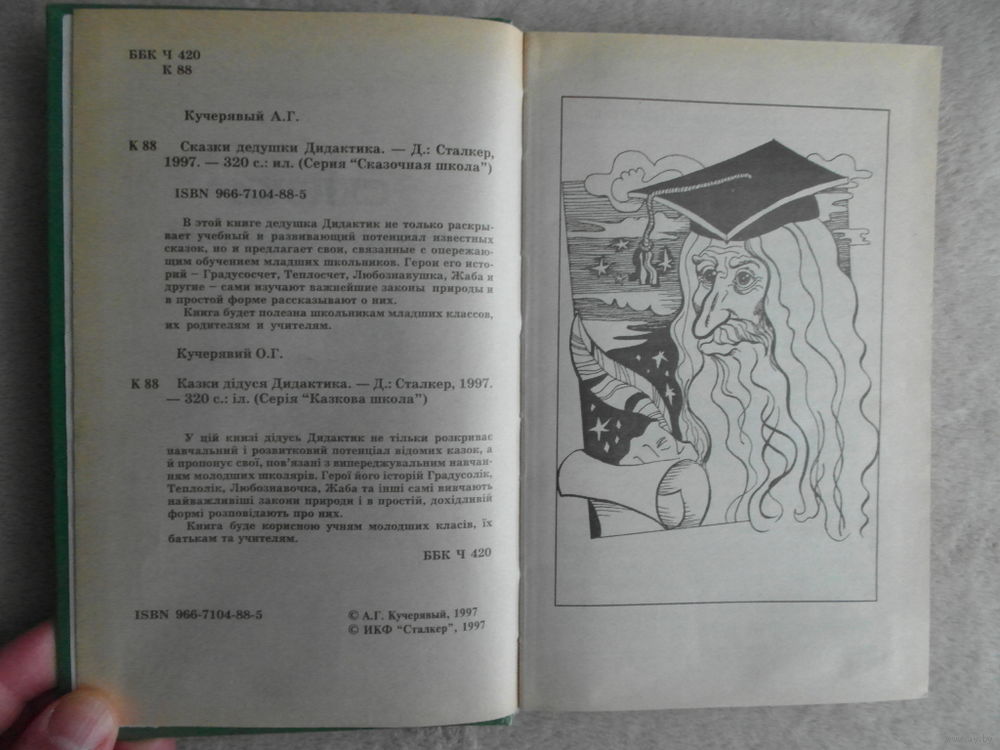 ББК Ч 420
К 88
Кучерявый А.Г.
К 88 Сказки дедушки Дидактика. — Д.: Сталкер,
1997. — 320 с.: ил. (Серия “Сказочная школа”)
ISBN 966-7104-88-5
В этой книге дедушка Дидактик не только раскры-
вает учебный и развивающий потенциал известных
сказок, но и предлагает свои, связанные с опережаю-
щим обучением младших школьников. Герои его исто-
рий – Градусосчет, Теплосчет, Любознавушка, Жаба и
другие – сами изучают важнейшие законы природы и
в простой форме рассказывают о них.
Книга будет полезна школьникам младших классов,
их родителям и учителям.
Кучерявий О.Г.
К 88 Казки дідуся Дидактика. — Д.: Сталкер, 1997.
— 320 с.: іл. (Серія “Казкова школа”)
У цій книзі дідусь Дидактик не тільки розкриває
навчальний і розвитковий потенціал відомих казок, а
й пропонує свої, пов’язані з випереджувальним навчан-
ням молодших школярів. Герої його історій Градусолік,
Теплолік, Любознавочка, Жаба та інші самі вивчають
найважливіші закони природи і в простій, дохідливій
формі розповідають про них.
Книга буде корисною учням молодших класів, їх
батькам та учителям.
ББК Ч 420
ISBN 966-7104-88-5
© А.Г. Кучерявый, 1997
© ИКФ “Сталкер”, 1997